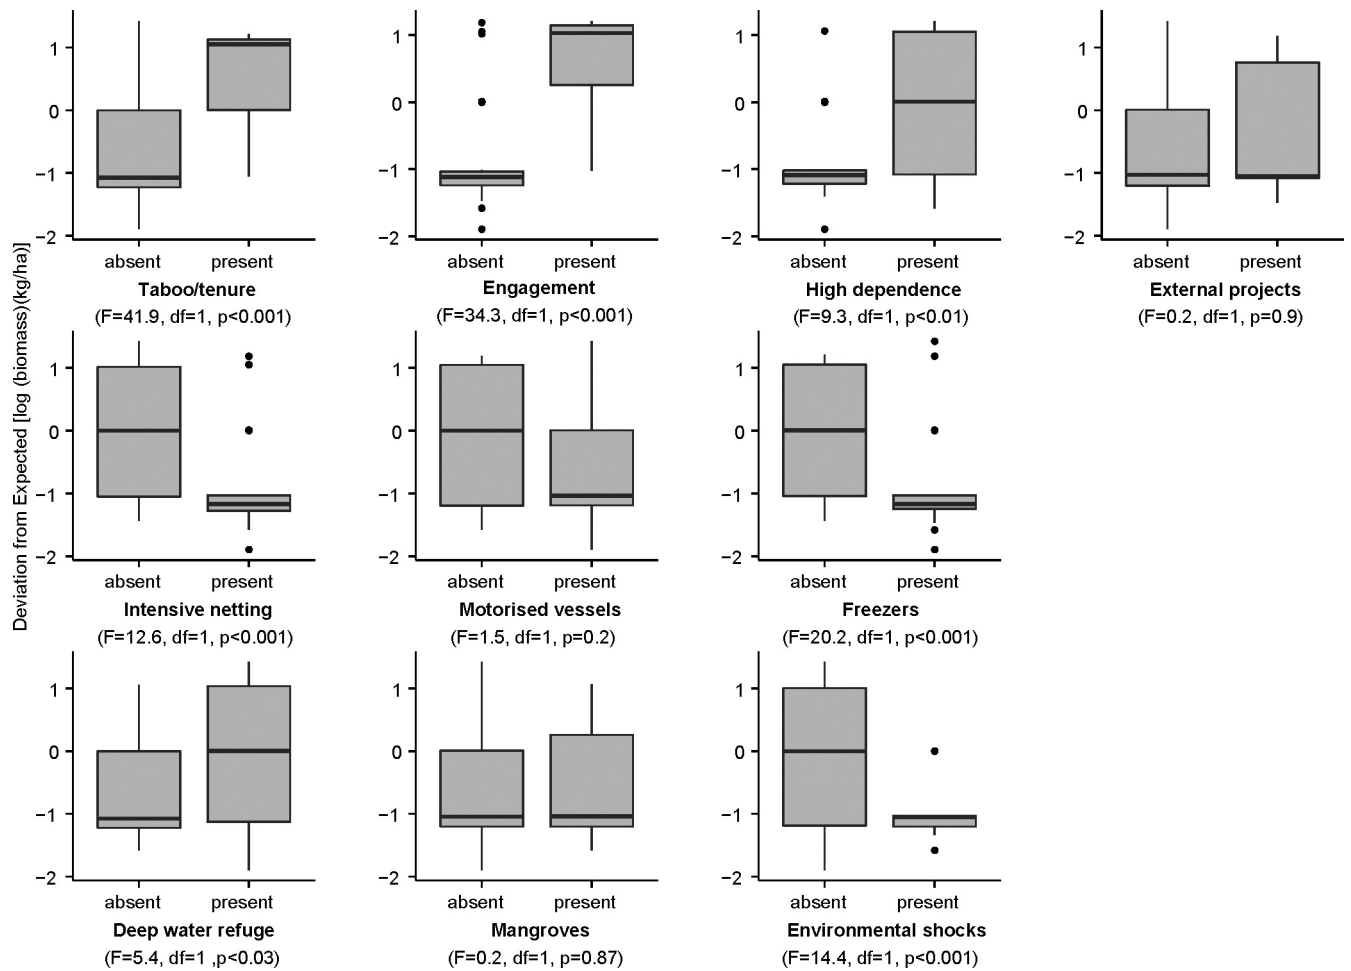 Deviation from Expected [log (biomass)(kg/ha)]
1 1 1 1
0 0 0 0
−1 −1 −1 −1
−2 −2 −2 −2
absent present absent present absent present absent present
Taboo/tenure Engagement High dependence External projects
(F=41.9, df=1, p<0.001) (F=34.3, df=1, p<0.001) (F=9.3, df=1, p<0.01) (F=0.2, df=1, p=0.9)
1 1 1
0 0 0
−1 −1 −1
−2 −2 −2
absent present absent present absent present
Intensive netting Motorised vessels Freezers
(F=12.6, df=1, p<0.001) (F=1.5, df=1, p=0.2) (F=20.2, df=1, p<0.001)
1 1 1
0 0 0
−1 −1 −1
−2 −2 −2
absent present absent present absent present
Deep water refuge Mangroves Environmental shocks
(F=5.4, df=1 ,p<0.03) (F=0.2, df=1, p=0.87) (F=14.4, df=1, p<0.001)